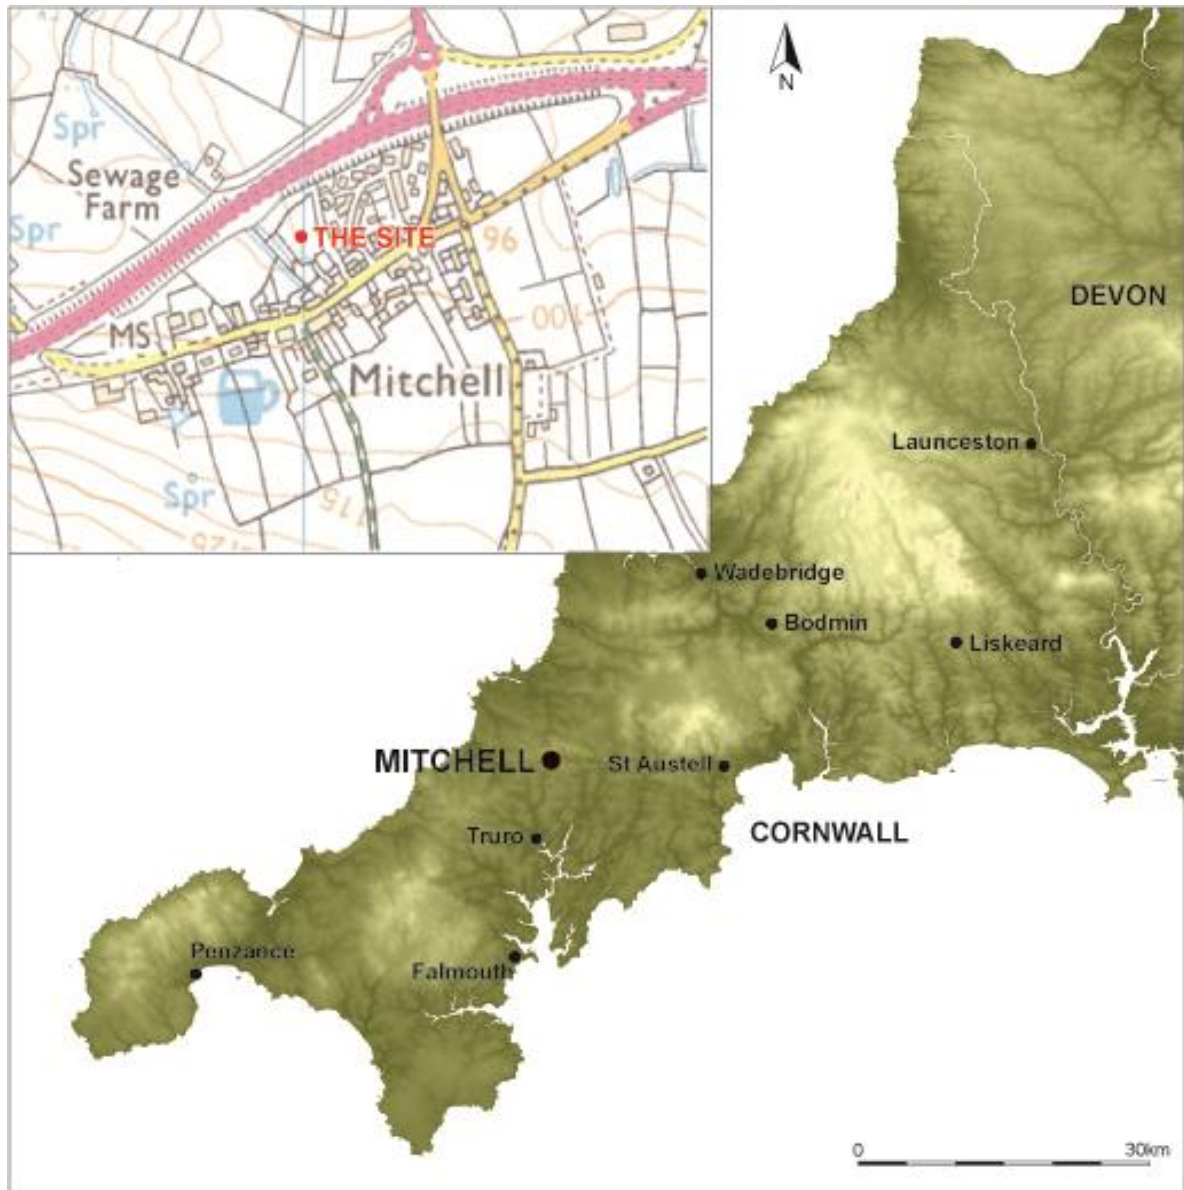 Spr
Sewage
Farm
Spr
THE SITE
96
MS
100
Mitchell
Spr
115
125
N
DEVON
Launceston
Wadebridge
Bodmin
Liskeard
MITCHELL
St Austell
CORNWALL
Truro
Penzance
Falmouth
0
30km